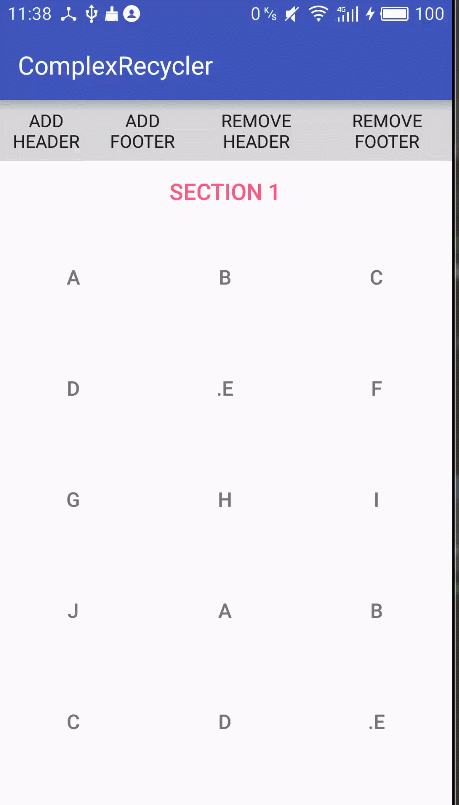 11:38 0 K/s 4G 100
ComplexRecycler
ADD HEADER ADD FOOTER REMOVE HEADER REMOVE FOOTER
SECTION 1
A B C
D .E F
G H I
J A B
C D .E